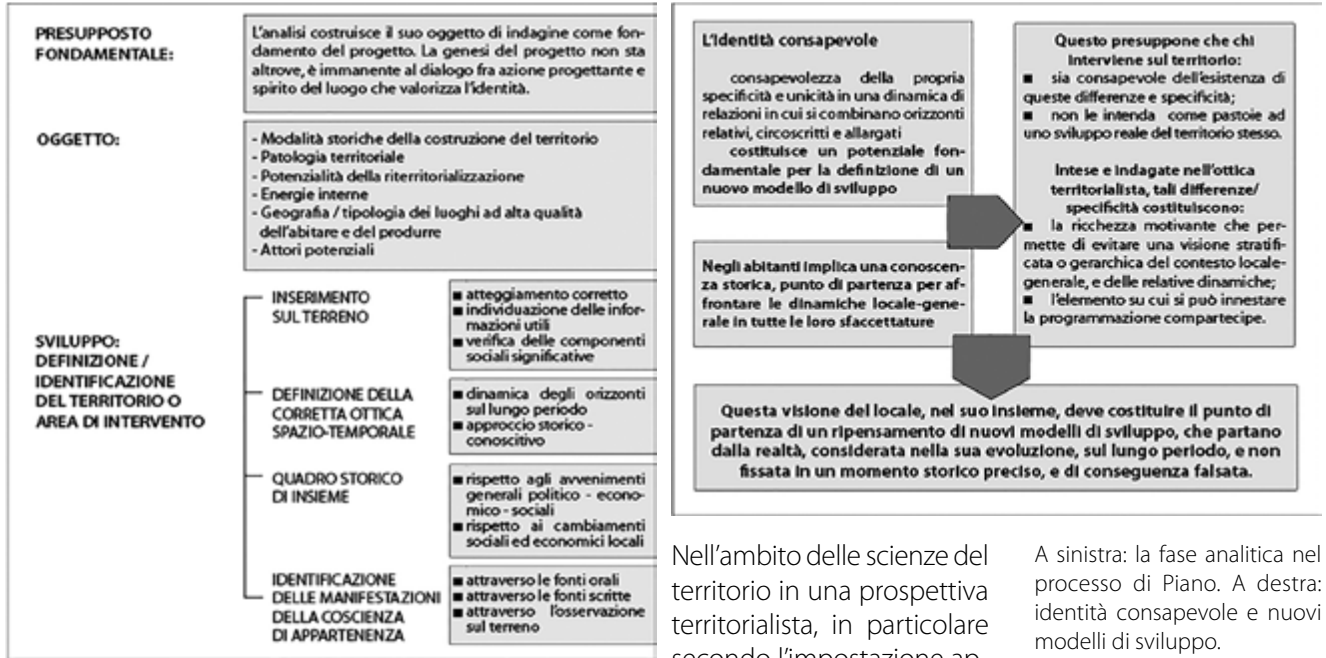 PRESUPPOSTO
FONDAMENTALE:
L'analisi costruisce il suo oggetto di indagine come fon-
damento del progetto. La genesi del progetto non sta
altrove, è immanente al dialogo fra azione progettante e
spirito del luogo che valorizza l'identità.
OGGETTO:
- Modalità storiche della costruzione del territorio
- Patologia territoriale
- Potenzialità della riterritorializzazione
- Energie interne
- Geografia / tipologia dei luoghi ad alta qualità
dell'abitare e del produrre
- Attori potenziali
SVILUPPO:
DEFINIZIONE /
IDENTIFICAZIONE
DEL TERRITORIO O
AREA DI INTERVENTO
INSERIMENTO
SUL TERRENO
■ atteggiamento corretto
■ individuazione delle infor-
mazioni utili
■ verifica delle componenti
sociali significative
DEFINIZIONE DELLA
CORRETTA OTTICA
SPAZIO-TEMPORALE
■ dinamica degli orizzonti
sul lungo periodo
■ approccio storico -
conoscitivo
QUADRO STORICO
DI INSIEME
■ rispetto agli avvenimenti
generali politico - econo-
mico - sociali
■ rispetto ai cambiamenti
sociali ed economici locali
IDENTIFICAZIONE
DELLE MANIFESTAZIONI
DELLA COSCIENZA
DI APPARTENENZA
■ attraverso le fonti orali
■ attraverso le fonti scritte
■ attraverso l'osservazione
sul terreno
L'identità consapevole
consapevolezza della propria
specificità e unicità in una dinamica di
relazioni in cui si combinano orizzonti
relativi, circoscritti e allargati
costituisce un potenziale fon-
damentale per la definizione di un
nuovo modello di sviluppo
Negli abitanti implica una conoscen-
za storica, punto di partenza per af-
frontare le dinamiche locale-gene-
rale in tutte le loro sfaccettature
Questo presuppone che chi
interviene sul territorio:
■ sia consapevole dell'esistenza di
queste differenze e specificità;
■ non le intenda come pastoie ad
uno sviluppo reale del territorio stesso.
Intese e indagate nell'ottica
territorialista, tali differenze/
specificità costituiscono:
■ la ricchezza motivante che per-
mette di evitare una visione stratifi-
cata o gerarchica del contesto locale-
generale, e delle relative dinamiche;
■ l'elemento su cui si può innestare
la programmazione compartecipe.
Questa visione del locale, nel suo insieme, deve costituire il punto di
partenza di un ripensamento di nuovi modelli di sviluppo, che partano
dalla realtà, considerata nella sua evoluzione, sul lungo periodo, e non
fissata in un momento storico preciso, e di conseguenza falsata.
Nell'ambito delle scienze del
territorio in una prospettiva
territorialista, in particolare
secondo l'impostazione ap-
A sinistra: la fase analitica nel
processo di Piano. A destra:
identità consapevole e nuovi
modelli di sviluppo.